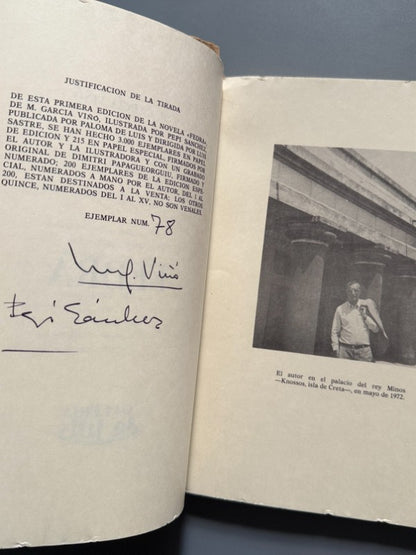 JUSTIFICACION DE LA TIRADA
DE ESTA PRIMERA EDICION DE LA NOVELA «FEDRA»
DE M. GARCIA VIÑO, ILUSTRADA POR PEPI SANCHEZ,
PUBLICADA POR PALOMA DE LUIS Y DIRIGIDA POR LUIS
SASTRE, SE HAN HECHO 3.000 EJEMPLARES EN PAPEL
DE EDICION Y 215 EN PAPEL ESPECIAL, FIRMADOS POR
EL AUTOR Y LA ILUSTRADORA Y CON UN GRABADO
ORIGINAL DE DIMITRI PAPAGUEORGUIU, FIRMADO Y
NUMERADO; 200 EJEMPLARES DE LA EDICION ESPE-
CIAL, NUMERADOS A MANO POR EL AUTOR, DEL 1 AL
200, ESTAN DESTINADOS A LA VENTA; LOS OTROS
QUINCE, NUMERADOS DEL I AL XV, NO SON VENALES.
EJEMPLAR NUM. 78
Viñó
Pepi Sánchez
El autor en el palacio del rey Minos
—Knossos, isla de Creta—, en mayo de 1972.